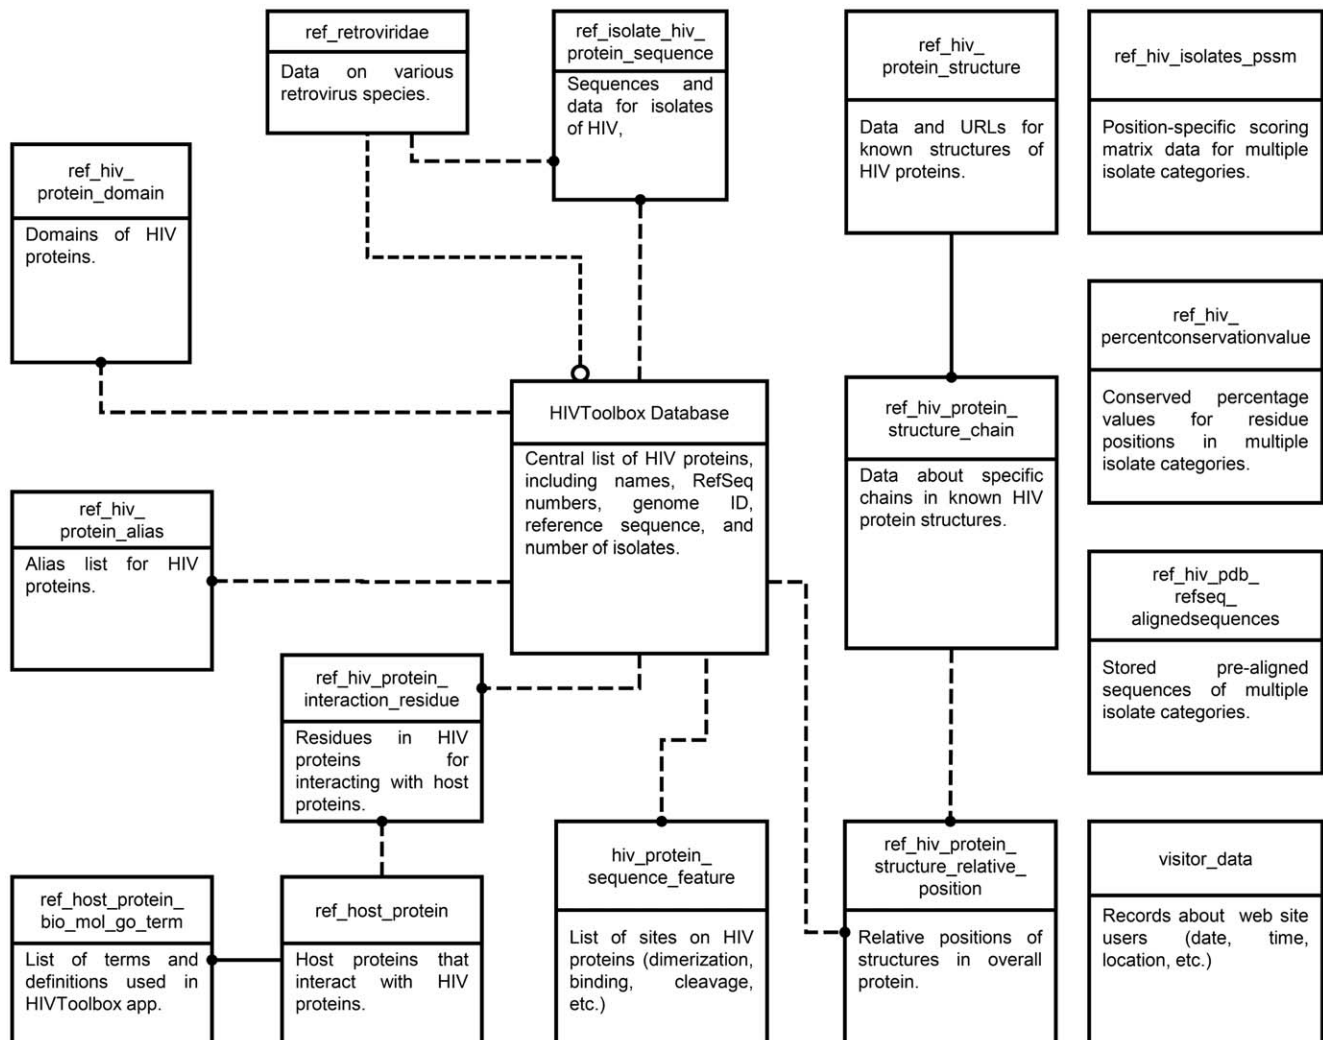 ref_retroviridae
Data on various
retrovirus species.
ref_isolate_hiv_
protein_sequence
Sequences and
data for isolates
of HIV,
ref_hiv_
protein_structure
Data and URLs for
known structures of
HIV proteins.
ref_hiv_isolates_pssm
Position-specific scoring
matrix data for multiple
isolate categories.
ref_hiv_
protein_domain
Domains of HIV
proteins.
ref_hiv_
percentconservationvalue
Conserved percentage
values for residue
positions in multiple
isolate categories.
HIVToolbox Database
Central list of HIV proteins,
including names, RefSeq
numbers, genome ID,
reference sequence, and
number of isolates.
ref_hiv_protein_
structure_chain
Data about specific
chains in known HIV
protein structures.
ref_hiv_
protein_alias
Alias list for HIV
proteins.
ref_hiv_pdb_
refseq_
alignedsequences
Stored pre-aligned
sequences of multiple
isolate categories.
ref_hiv_protein_
interaction_residue
Residues in HIV
proteins for
interacting with host
proteins.
ref_host_protein_
bio_mol_go_term
List of terms and
definitions used in
HIVToolbox app.
ref_host_protein
Host proteins that
interact with HIV
proteins.
hiv_protein_
sequence_feature
List of sites on HIV
proteins (dimerization,
binding, cleavage,
etc.)
ref_hiv_protein_
structure_relative_
position
Relative positions of
structures in overall
protein.
visitor_data
Records about web site
users (date, time,
location, etc.)